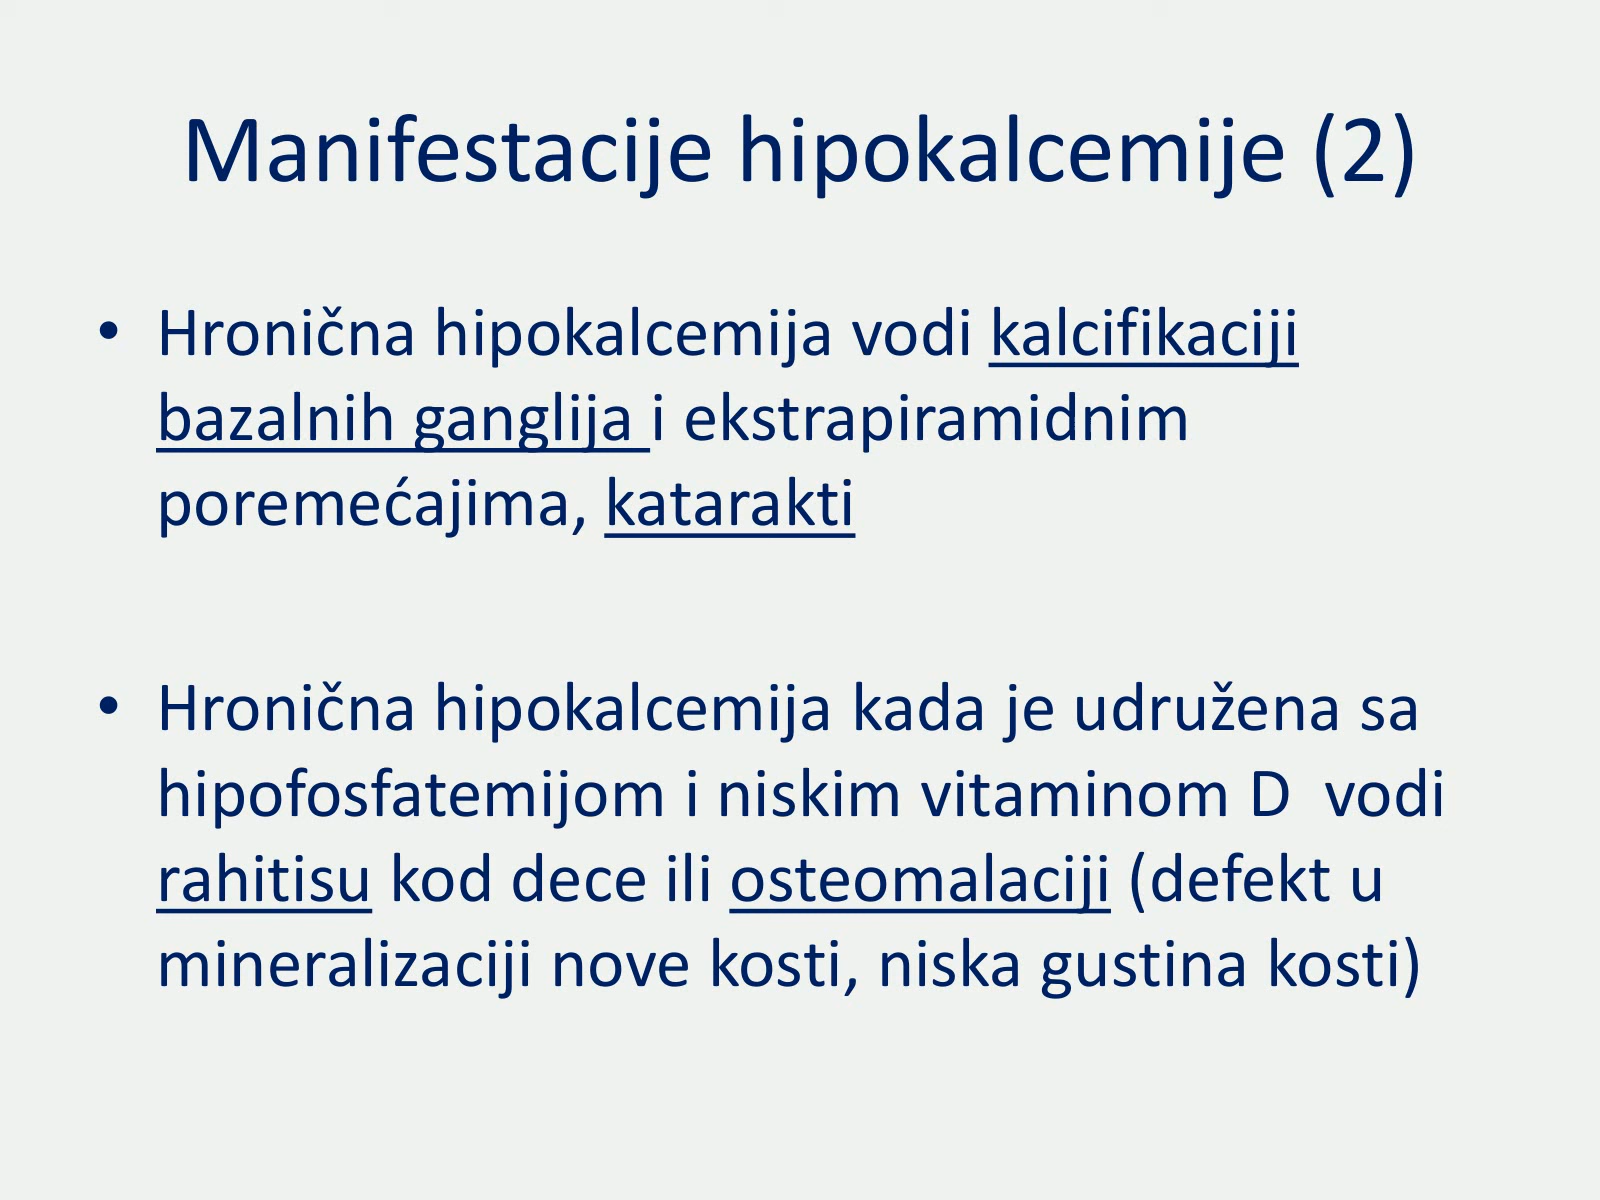 Manifestacije hipokalcemije (2)
• Hronična hipokalcemija vodi kalcifikaciji
bazalnih ganglija i ekstrapiramidnim
poremećajima, katarakti
• Hronična hipokalcemija kada je udružena sa
hipofosfatemijom i niskim vitaminom D  vodi
rahitisu kod dece ili osteomalaciji (defekt u
mineralizaciji nove kosti, niska gustina kosti)